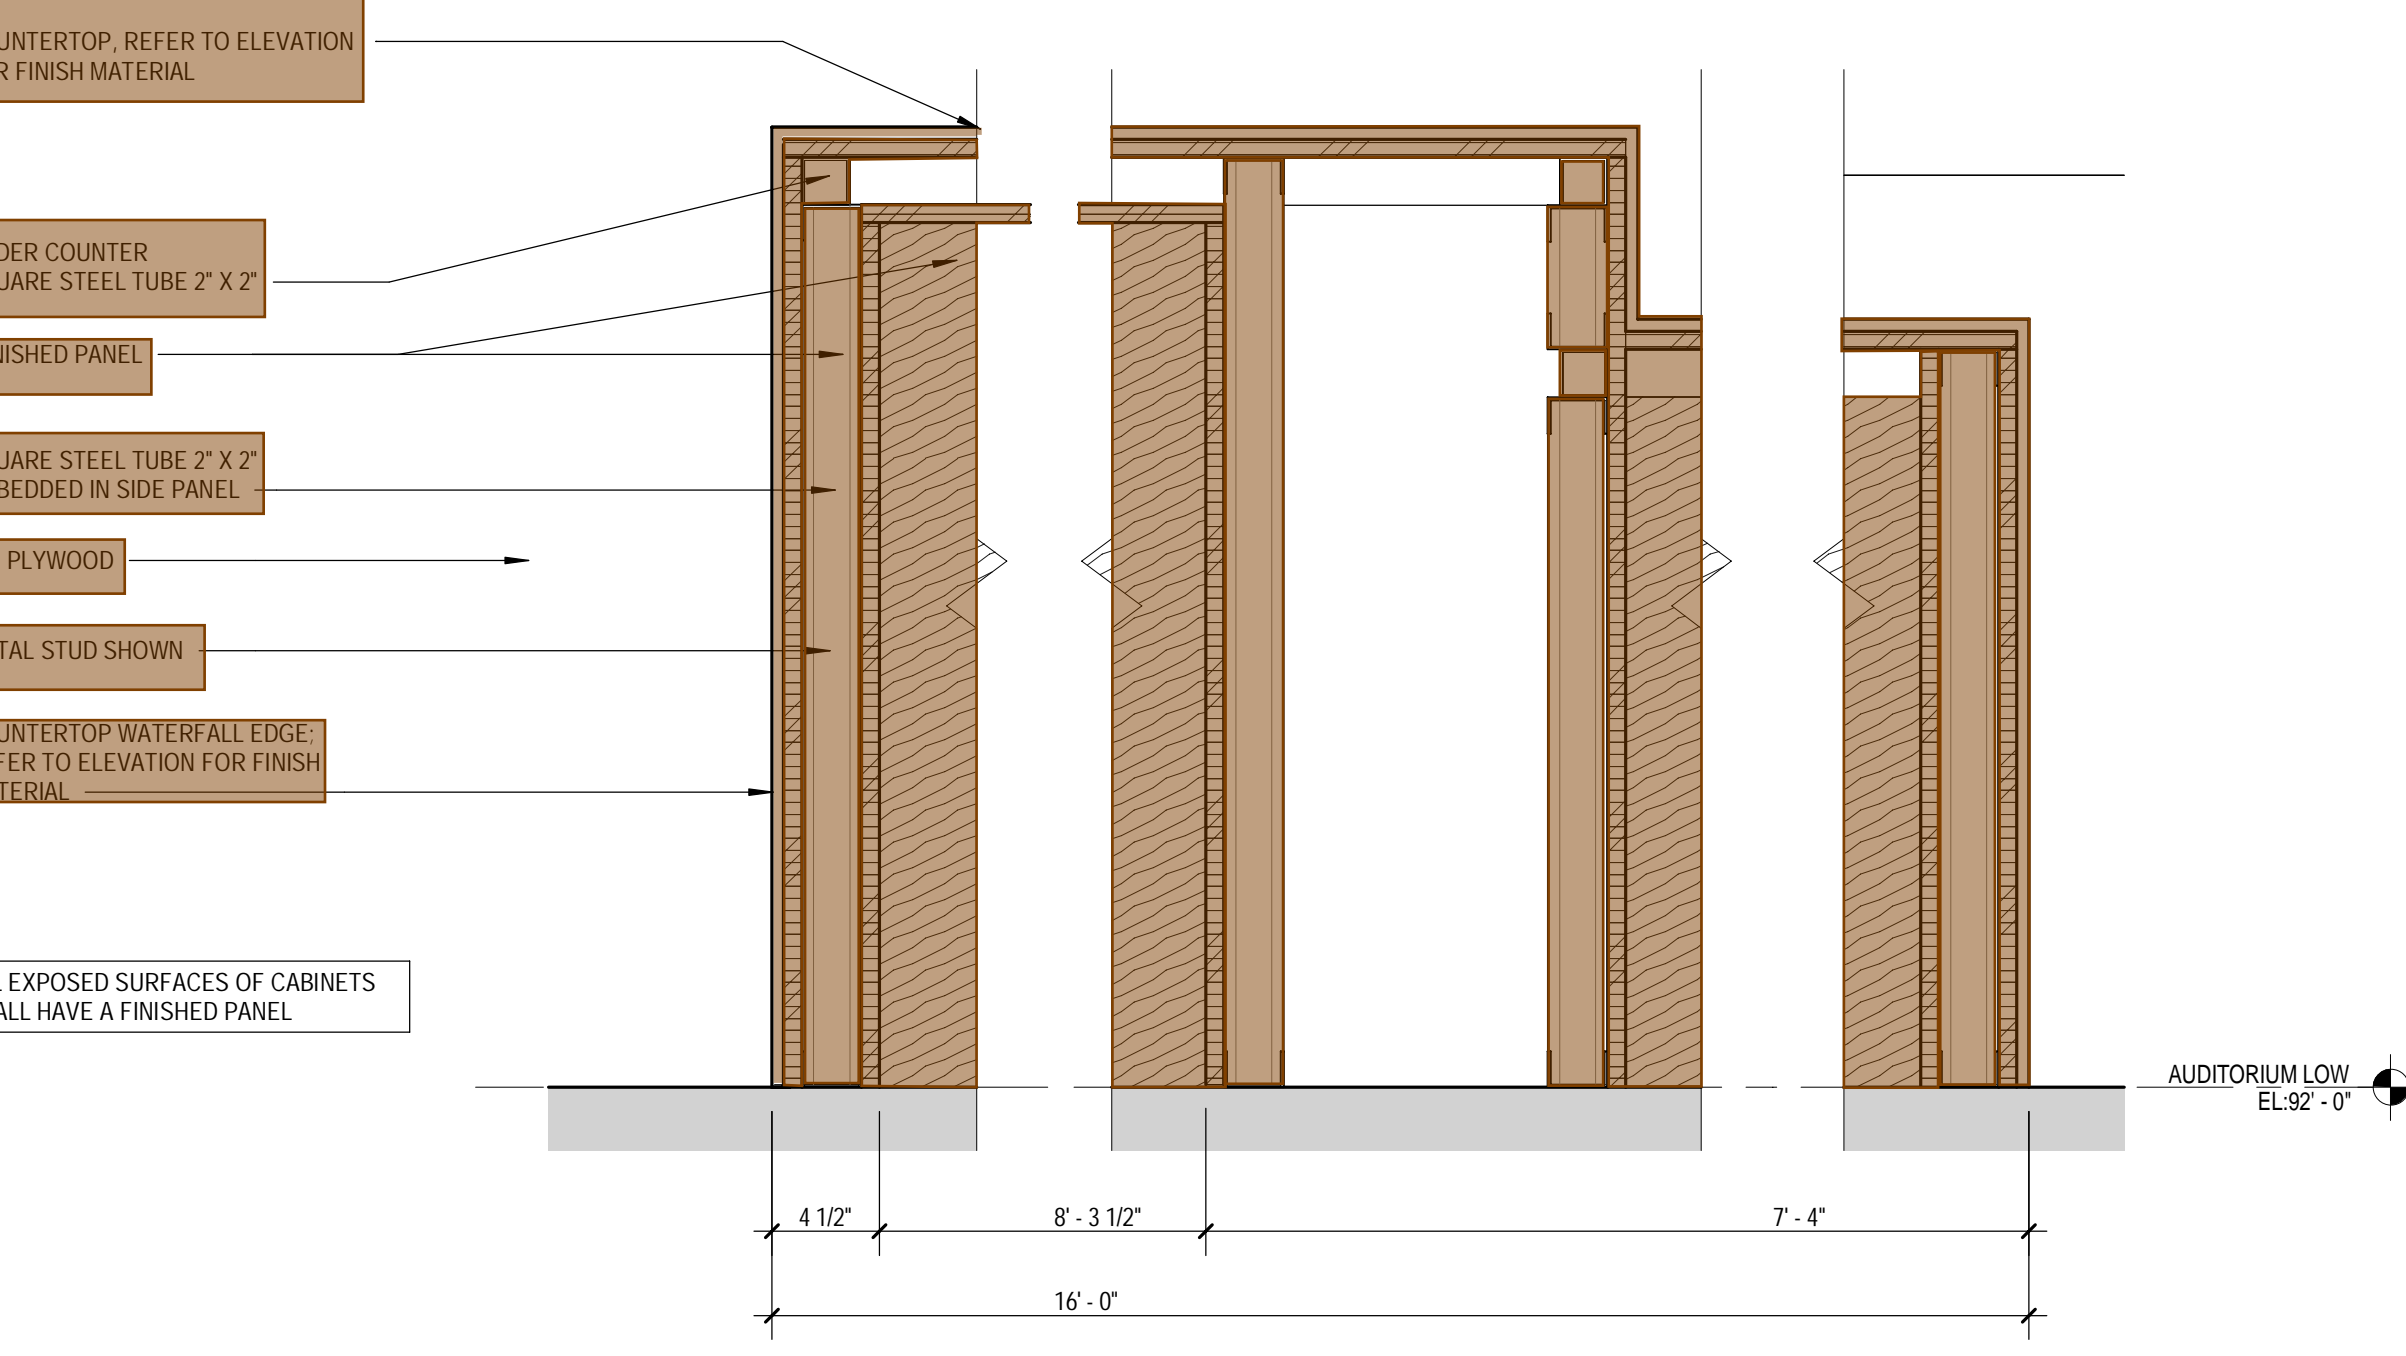 UNTERTOP, REFER TO ELEVATION
R FINISH MATERIAL
DER COUNTER
UARE STEEL TUBE 2" X 2"
NISHED PANEL
UARE STEEL TUBE 2" X 2"
BEDDED IN SIDE PANEL
PLYWOOD
TAL STUD SHOWN
UNTERTOP WATERFALL EDGE;
FER TO ELEVATION FOR FINISH
TERIAL
L EXPOSED SURFACES OF CABINETS
ALL HAVE A FINISHED PANEL
AUDITORIUM LOW
EL:92' - 0"
4 1/2"
8' - 3 1/2"
7' - 4"
16' - 0"